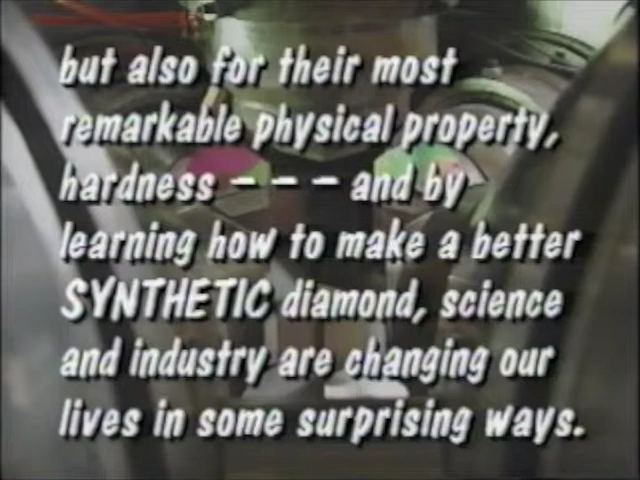 but also for their most
remarkable physical property,
hardness - - - and by
learning how to make a better
SYNTHETIC diamond, science
and industry are changing our
lives in some surprising ways.